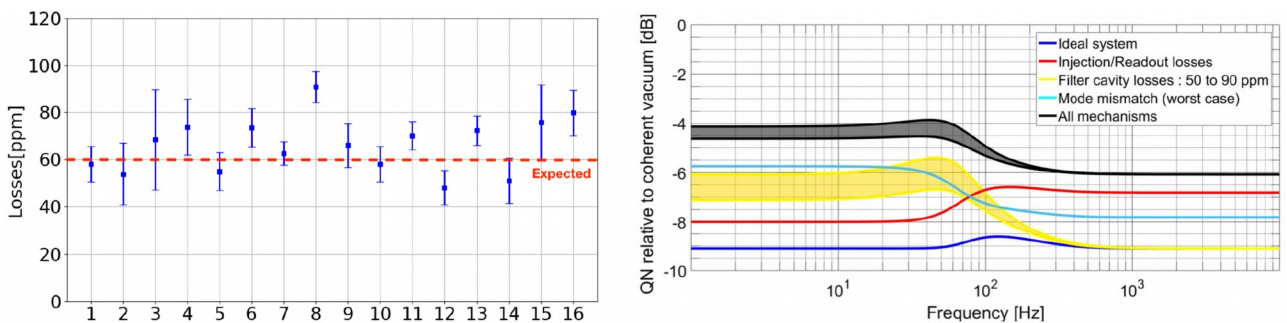 Losses[ppm]
120
100
80
60
40
20
0
Expected
1 2 3 4 5 6 7 8 9 10 11 12 13 14 15 16
QN relative to coherent vacuum [dB]
0
-2
-4
-6
-8
-10
Ideal system
Injection/Readout losses
Filter cavity losses : 50 to 90 ppm
Mode mismatch (worst case)
All mechanisms
10¹ 10² 10³
Frequency [Hz]